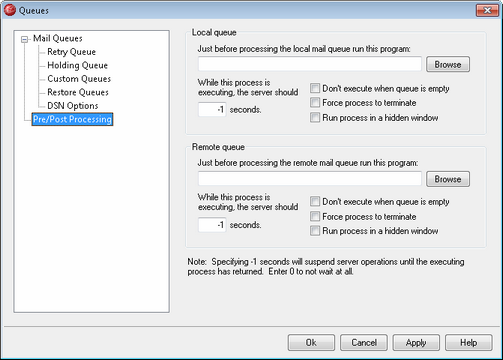 Queues
Mail Queues
Retry Queue
Holding Queue
Custom Queues
Restore Queues
DSN Options
Pre/Post Processing
Local queue
Just before processing the local mail queue run this program:
Browse
While this process is
executing, the server should
-1 seconds.
Don't execute when queue is empty
Force process to terminate
Run process in a hidden window
Remote queue
Just before processing the remote mail queue run this program:
Browse
While this process is
executing, the server should
-1 seconds.
Don't execute when queue is empty
Force process to terminate
Run process in a hidden window
Note: Specifying -1 seconds will suspend server operations until the executing
process has returned. Enter 0 to not wait at all.
Ok Cancel Apply Help